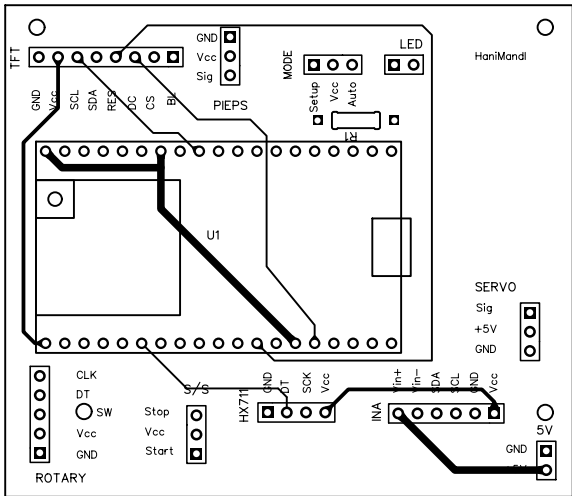 TFT
GND
Vcc
SCL
SDA
RES
DC
CS
BL
GND
Vcc
Sig
PIEPS
MODE
Setup
Vcc
Auto
LED
HaniMandl
R1
U1
SERVO
Sig
+5V
GND
CLK
DT
SW
Vcc
GND
ROTARY
S/S
Stop
Vcc
Start
HX711
GND
DT
SCK
Vcc
INA
Vin+
Vin-
SDA
SCL
GND
Vcc
5V
GND
+5V